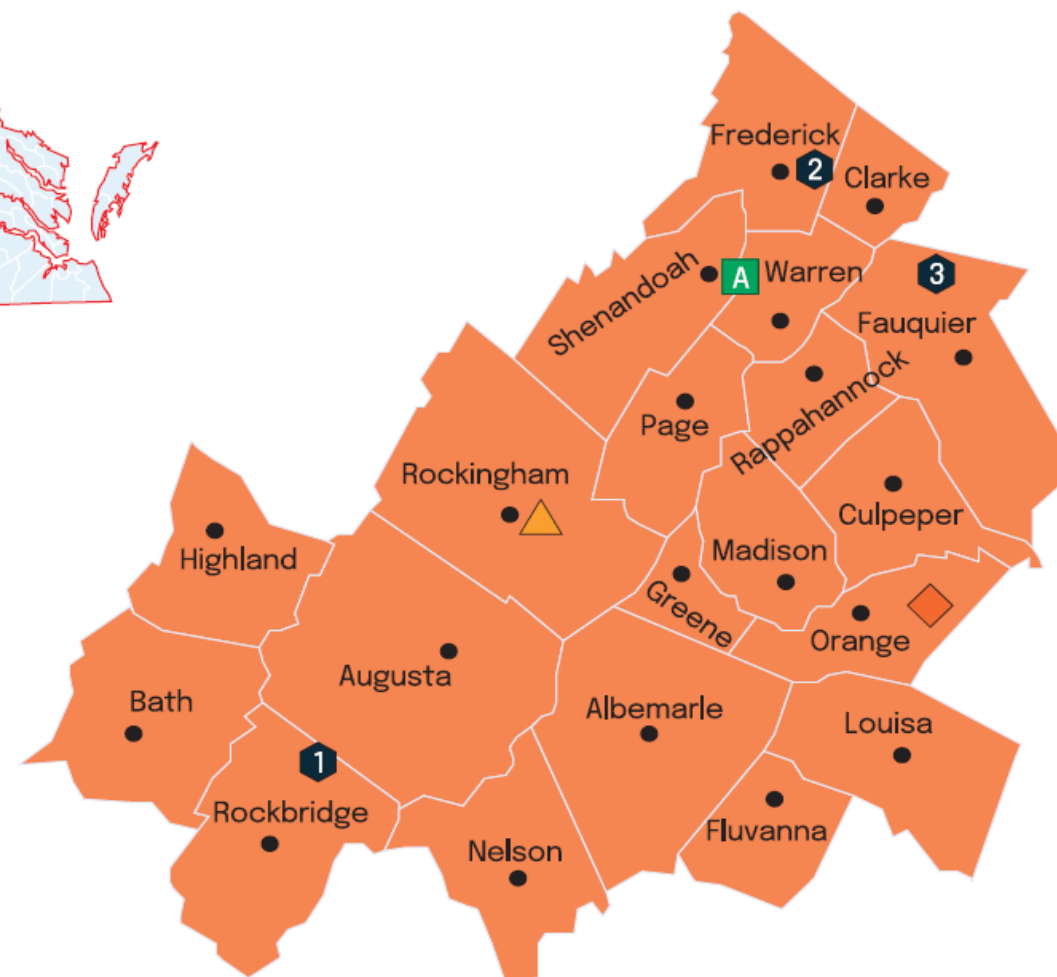 Frederick
2
Clarke
Shenandoah
A
Warren
3
Fauquier
Rappahannock
Page
Rockingham
Culpeper
Highland
Madison
Greene
Orange
Augusta
Bath
Albemarle
Louisa
1
Rockbridge
Fluvanna
Nelson